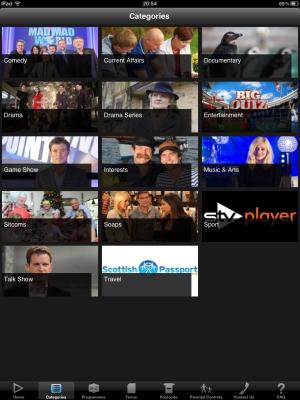 iPad
20:54
69%
Categories
MAD MAD
WORLD
Comedy
Current Affairs
Documentary
Drama
Drama Series
BIG
QUIZ
Entertainment
Game Show
Interests
Music & Arts
Sitcoms
Soaps
stv player
Sport
Talk Show
Scottish Passport
Travel
Home
Categories
Programmes
Terms
Postcode
Parental Controls
Contact Us
FAQ